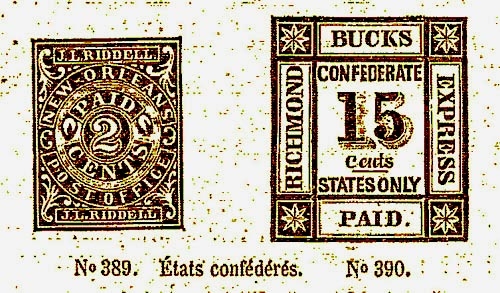 J.L.RIDDELL
NEW-ORLEANS
PAID
2
CENTS
POST OFFICE
J.L.RIDDELL
BUCKS
RICHMOND
CONFEDERATE
15
Cents
STATES ONLY
EXPRESS
PAID.
No 389. États confédérés. No 390.